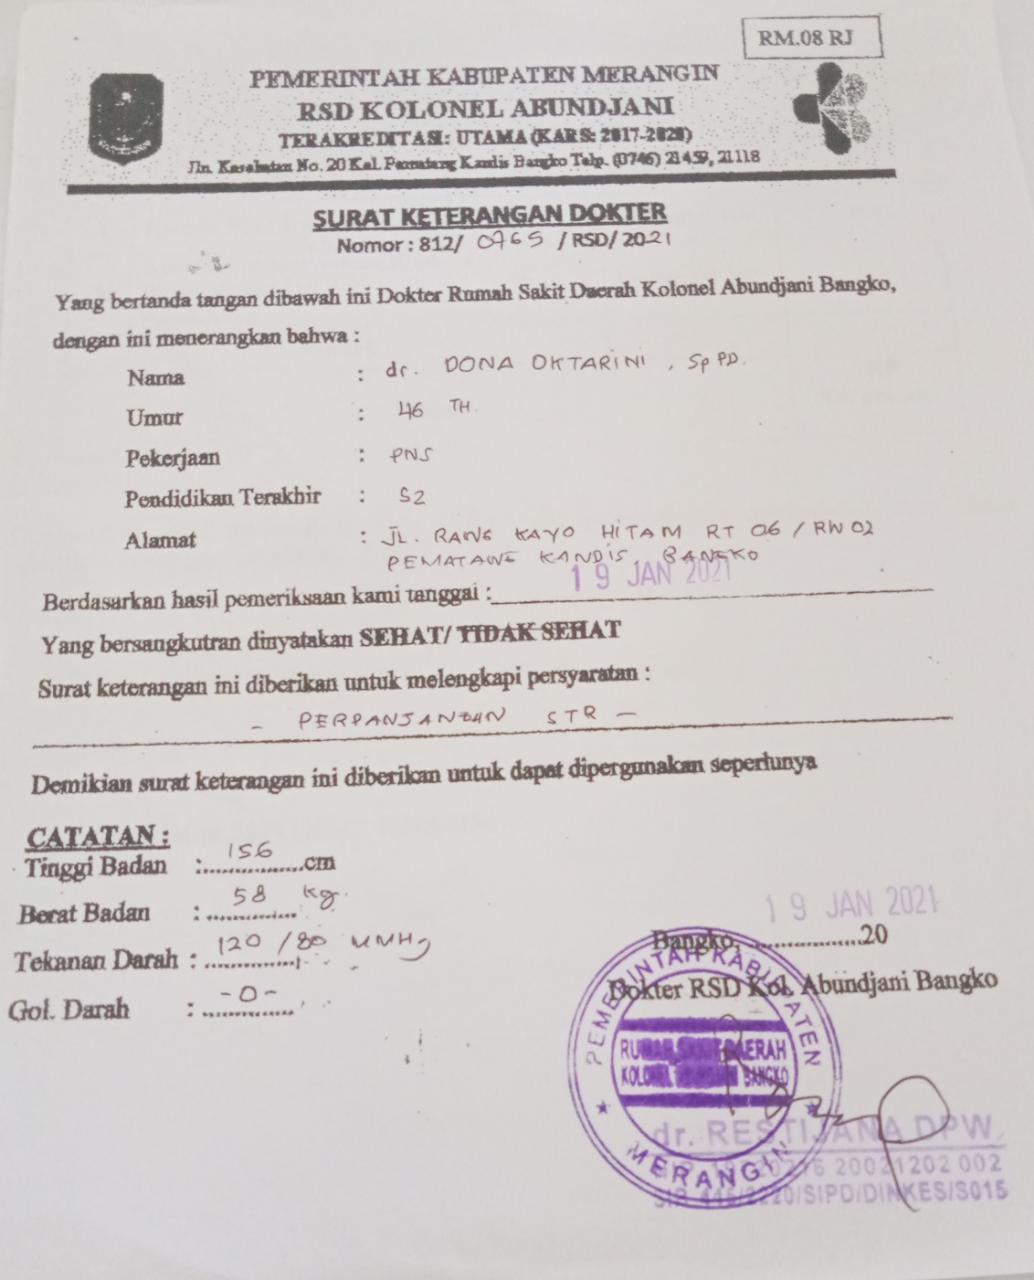 RM.08 RJ
PEMERINTAH KABUPATEN MERANGIN
RSD KOLONEL ABUNDJANI
TERAKREDITASI: UTAMA (KARS: 2017-2020)
Jln. Kesehatan No. 20 Kel. Pematang Kandis Bangko Telp. (0746) 21459, 21118
SURAT KETERANGAN DOKTER
Nomor : 812/ 0765 / RSD/ 2021
Yang bertanda tangan dibawah ini Dokter Rumah Sakit Daerah Kolonel Abundjani Bangko,
dengan ini menerangkan bahwa :
Nama : dr. DONA OKTARINI , Sp PD.
Umur : 46 TH.
Pekerjaan : PNS
Pendidikan Terakhir : S2
Alamat : JL. RANG KAYO HITAM RT 06 / RW 02
PEMATANG KANDIS BANGKO
Berdasarkan hasil pemeriksaan kami tanggal : 19 JAN 2021
Yang bersangkutran dinyatakan SEHAT/ TIDAK SEHAT
Surat keterangan ini diberikan untuk melengkapi persyaratan :
- PERPANJANGAN STR -
Demikian surat keterangan ini diberikan untuk dapat dipergunakan seperlunya
CATATAN :
Tinggi Badan : 156 cm
Berat Badan : 58 kg.
Tekanan Darah : 120 / 80 MMHg
Gol. Darah : - O -
19 JAN 2021
Bangko, .................20
Dokter RSD Kol. Abundjani Bangko
PEMERINTAH KABUPATEN
RUMAH SAKIT DAERAH
KOLONEL BANGKO
MERANGIN
dr. RESTIJANA DPW
20021202 002
/SIPD/DINKES/S015